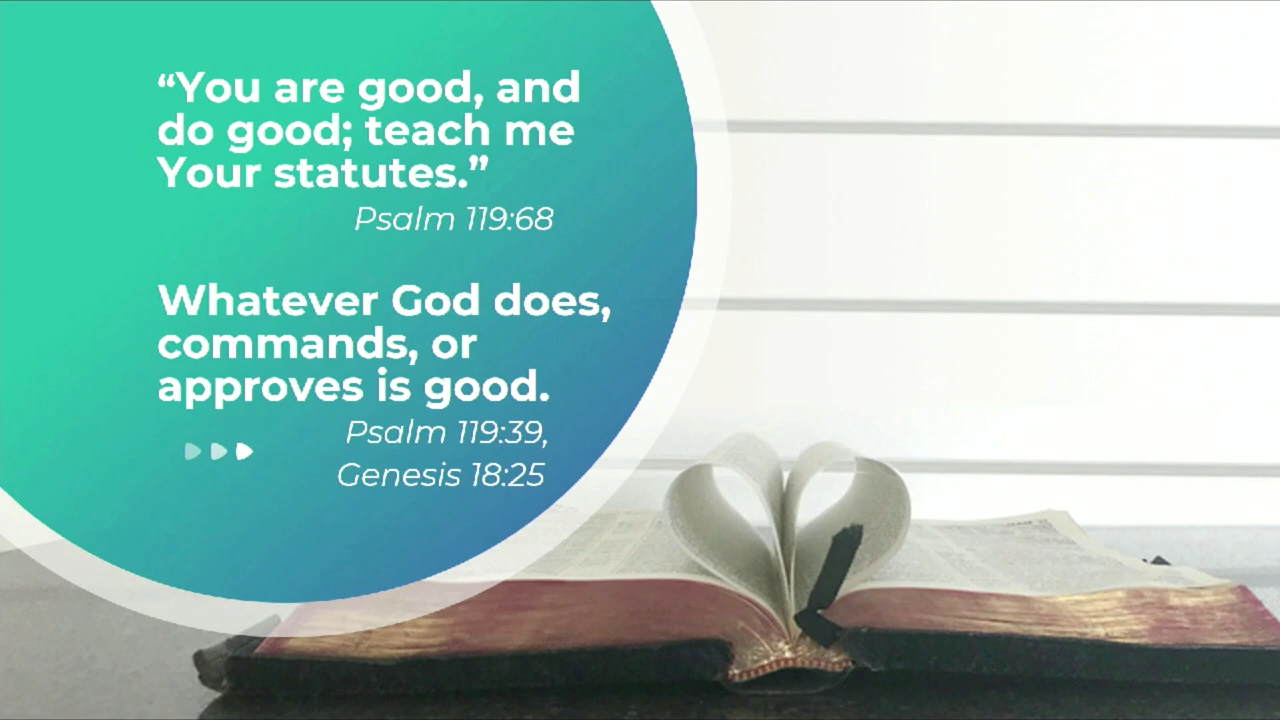 “You are good, and
do good; teach me
Your statutes.”
Psalm 119:68
Whatever God does,
commands, or
approves is good.
Psalm 119:39,
Genesis 18:25